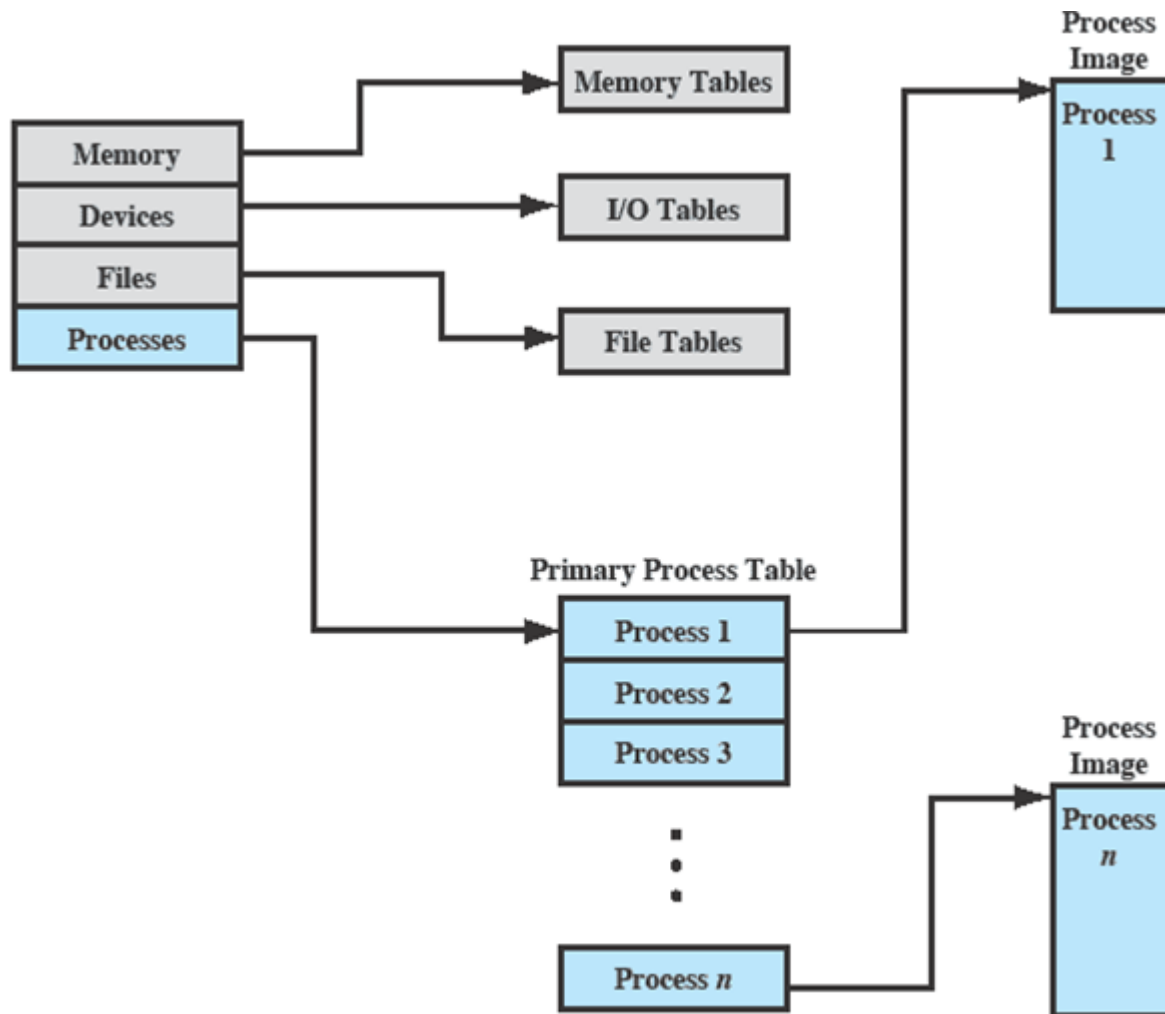 Process
Image
Process
1
Memory Tables
Memory
Devices
Files
Processes
I/O Tables
File Tables
Primary Process Table
Process 1
Process 2
Process 3
Process n
Process
Image
Process
n